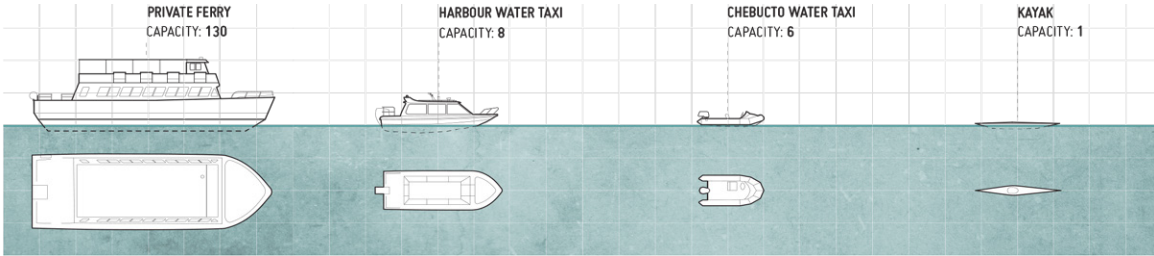 PRIVATE FERRY
CAPACITY: 130
HARBOUR WATER TAXI
CAPACITY: 8
CHEBUCTO WATER TAXI
CAPACITY: 6
KAYAK
CAPACITY: 1